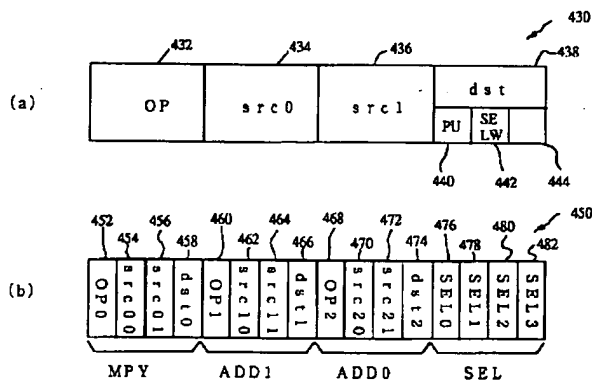 430
432 434 436 438
(a) OP src0 src1 dst
PU SE LW
440 442 444
452 454 456 458 460 462 464 466 468 470 472 474 476 478 480 482 450
(b) OP0 src00 src01 dst0 OP1 src10 src11 dst1 OP2 src20 src21 dst2 SEL0 SEL1 SEL2 SEL3
MPY ADD1 ADD0 SEL